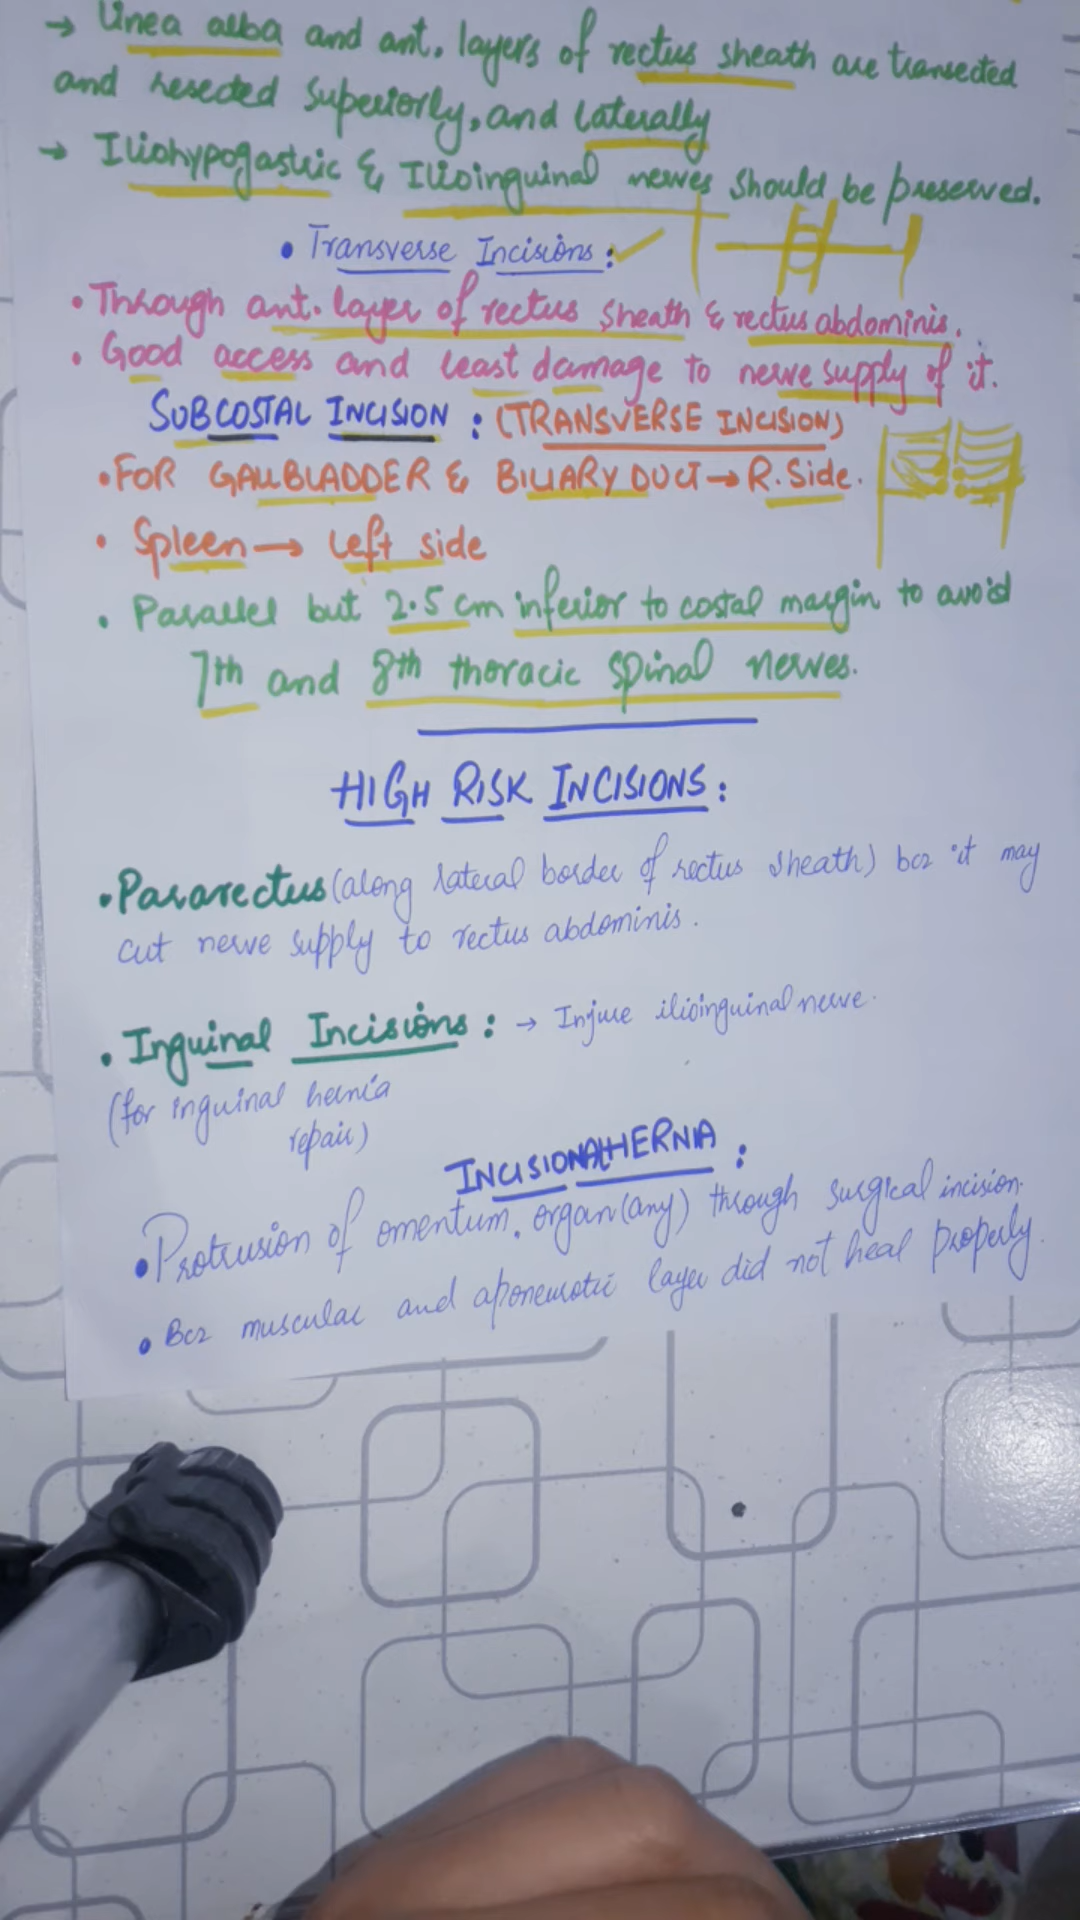 → Linea alba and ant. layers of rectus sheath are transected
and resected superiorly, and laterally
→ Iliohypogastric & Ilioinguinal nerves should be preserved.
• Transverse Incisions:
• Through ant. layer of rectus sheath & rectus abdominis.
• Good access and least damage to nerve supply of it.
SUBCOSTAL INCISION : (TRANSVERSE INCISION)
• FOR GALLBLADDER & BILIARY DUCT → R. Side.
• Spleen → left side
• Parallel but 2.5 cm inferior to costal margin to avoid
7th and 8th thoracic spinal nerves.
HIGH RISK INCISIONS:
• Pararectus (along lateral border of rectus sheath) bcz it may
cut nerve supply to rectus abdominis.
• Inguinal Incisions: → Injure ilioinguinal nerve.
(for inguinal hernia
repair)
INCISIONAL HERNIA :
• Protrusion of omentum, organ (any) through surgical incision.
• Bcz muscular and aponeurotic layer did not heal properly.